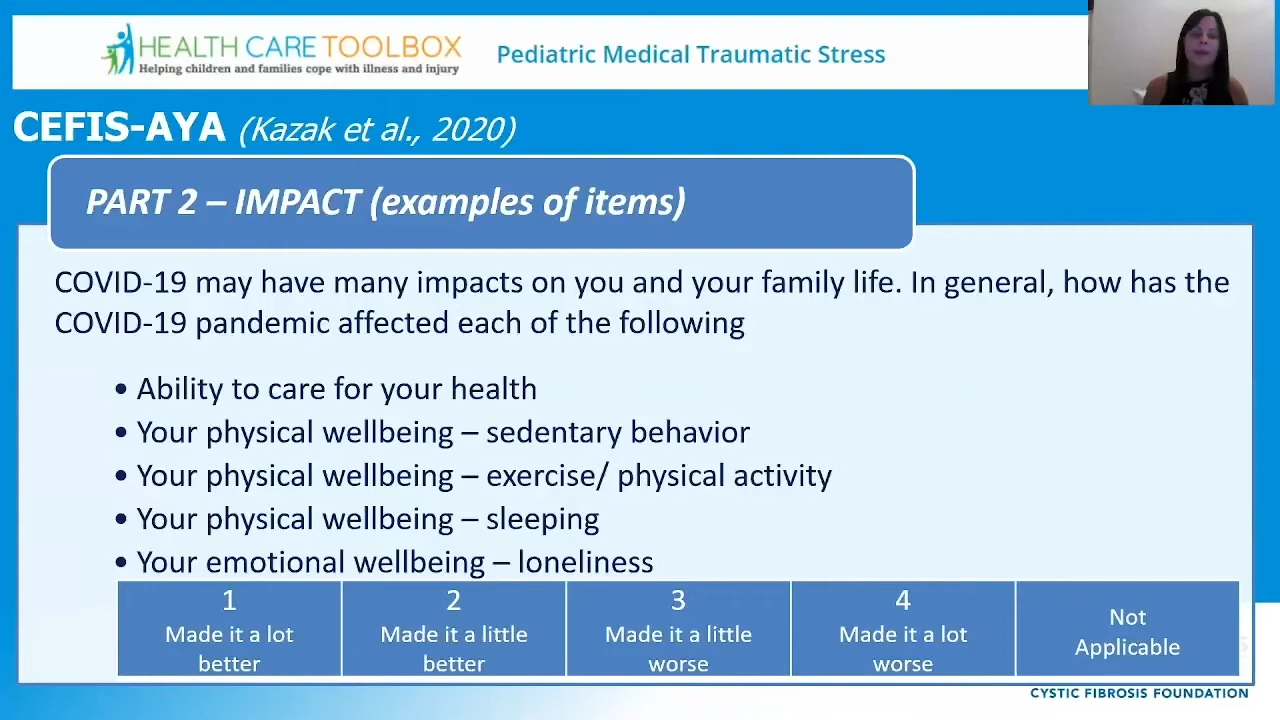 HEALTH CARE TOOLBOX
Helping children and families cope with illness and injury
Pediatric Medical Traumatic Stress
CEFIS-AYA (Kazak et al., 2020)
PART 2 – IMPACT (examples of items)
COVID-19 may have many impacts on you and your family life. In general, how has the
COVID-19 pandemic affected each of the following
• Ability to care for your health
• Your physical wellbeing – sedentary behavior
• Your physical wellbeing – exercise/ physical activity
• Your physical wellbeing – sleeping
• Your emotional wellbeing – loneliness
1
Made it a lot
better
2
Made it a little
better
3
Made it a little
worse
4
Made it a lot
worse
Not
Applicable
CYSTIC FIBROSIS FOUNDATION